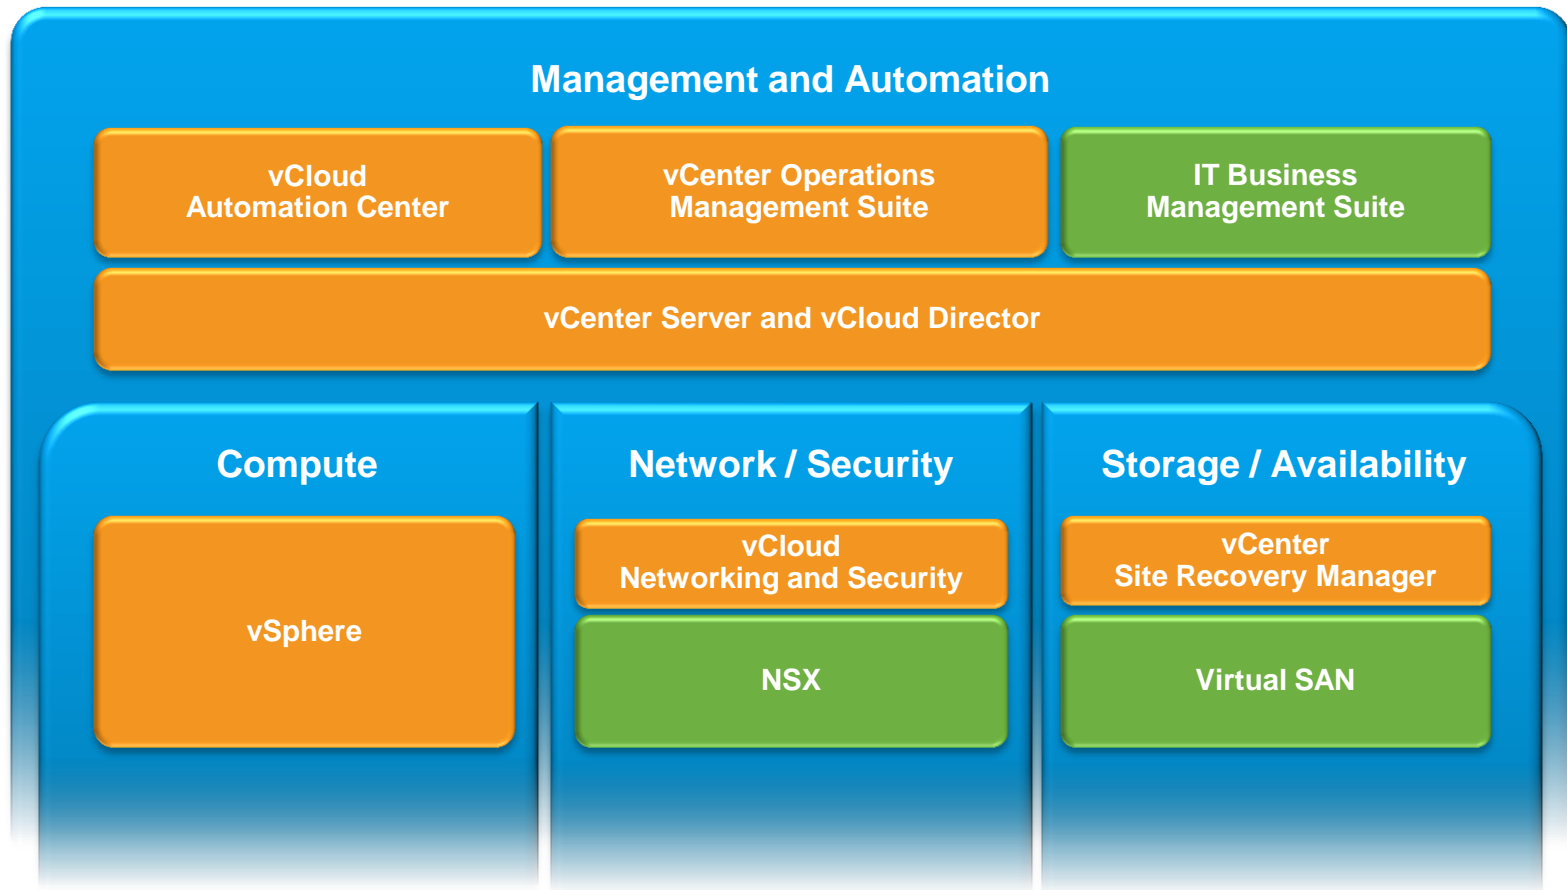 Management and Automation
vCloud
Automation Center
vCenter Operations
Management Suite
IT Business
Management Suite
vCenter Server and vCloud Director
Compute
Network / Security
Storage / Availability
vSphere
vCloud
Networking and Security
NSX
vCenter
Site Recovery Manager
Virtual SAN